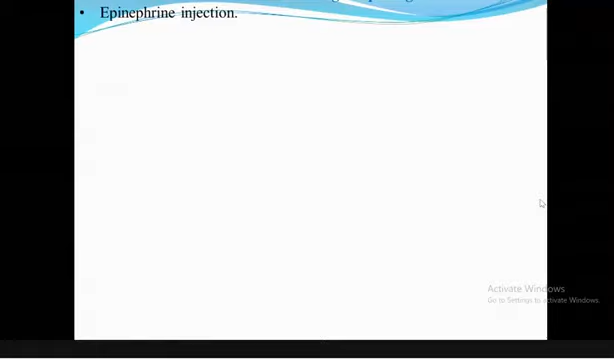 • Epinephrine injection.
Activate Windows
Go to Settings to activate Windows.